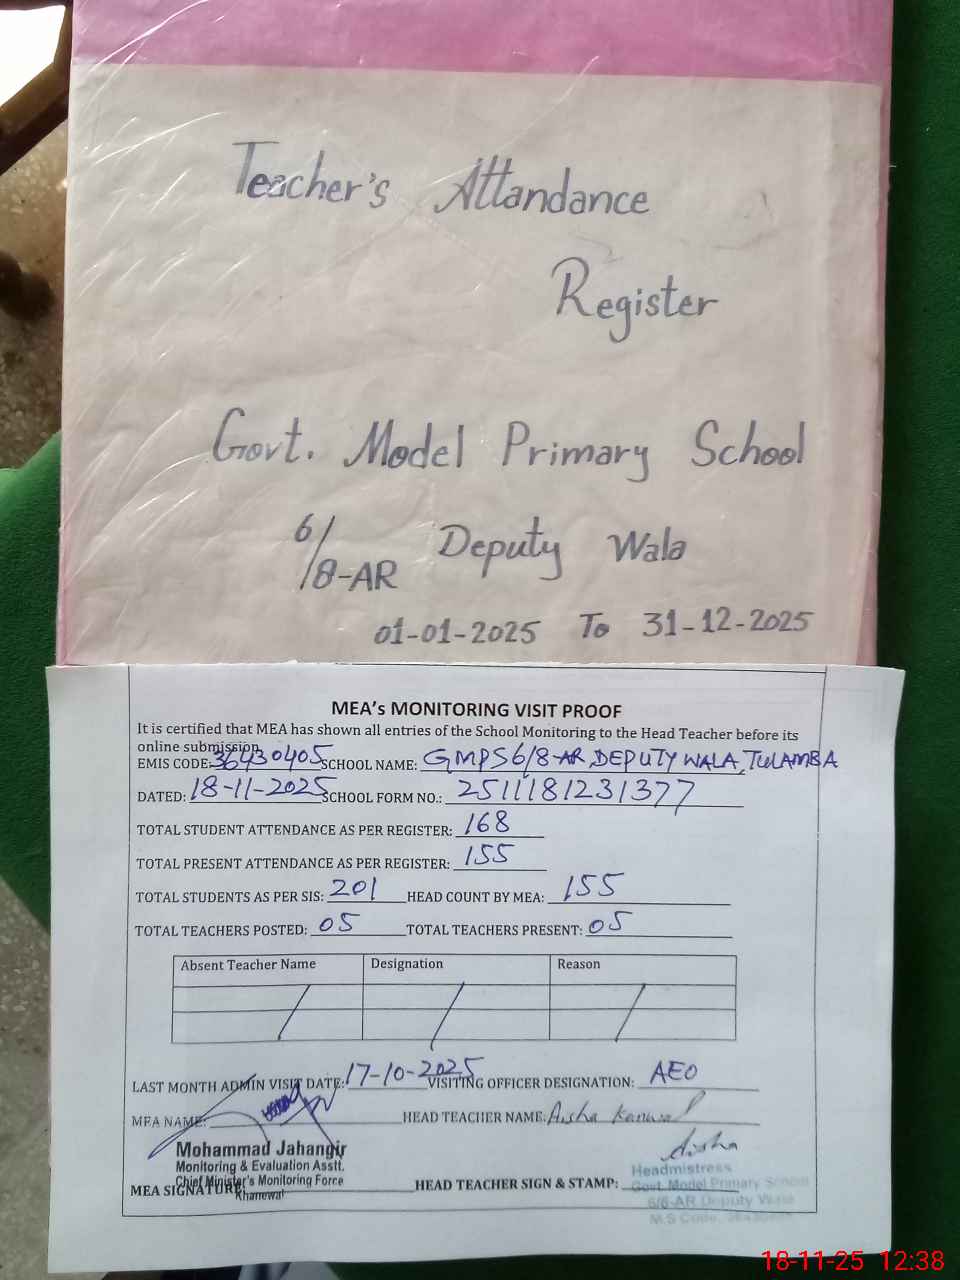 Teacher's Attandance
Register
Govt. Model Primary School
6/8-AR Deputy Wala
01-01-2025 To 31-12-2025
MEA's MONITORING VISIT PROOF
It is certified that MEA has shown all entries of the School Monitoring to the Head Teacher before its
online submission.
EMIS CODE: 36430405 SCHOOL NAME: GMPS 6/8-AR, DEPUTY WALA, TULAMBA
DATED: 18-11-2025 SCHOOL FORM NO.: 2511181231377
TOTAL STUDENT ATTENDANCE AS PER REGISTER: 168
TOTAL PRESENT ATTENDANCE AS PER REGISTER: 155
TOTAL STUDENTS AS PER SIS: 201 HEAD COUNT BY MEA: 155
TOTAL TEACHERS POSTED: 05 TOTAL TEACHERS PRESENT: 05
Absent Teacher Name Designation Reason
LAST MONTH ADMIN VISIT DATE: 17-10-2025 VISITING OFFICER DESIGNATION: AEO
MEA NAME: HEAD TEACHER NAME: Aisha Kanwal
Mohammad Jahangir
Monitoring & Evaluation Asstt.
Chief Minister's Monitoring Force
Khanewal
MEA SIGNATURE: HEAD TEACHER SIGN & STAMP:
Aisha
Headmistress
Govt. Model Primary School
6/8-AR Deputy Wala
M.S Code.
18-11-25 12:38